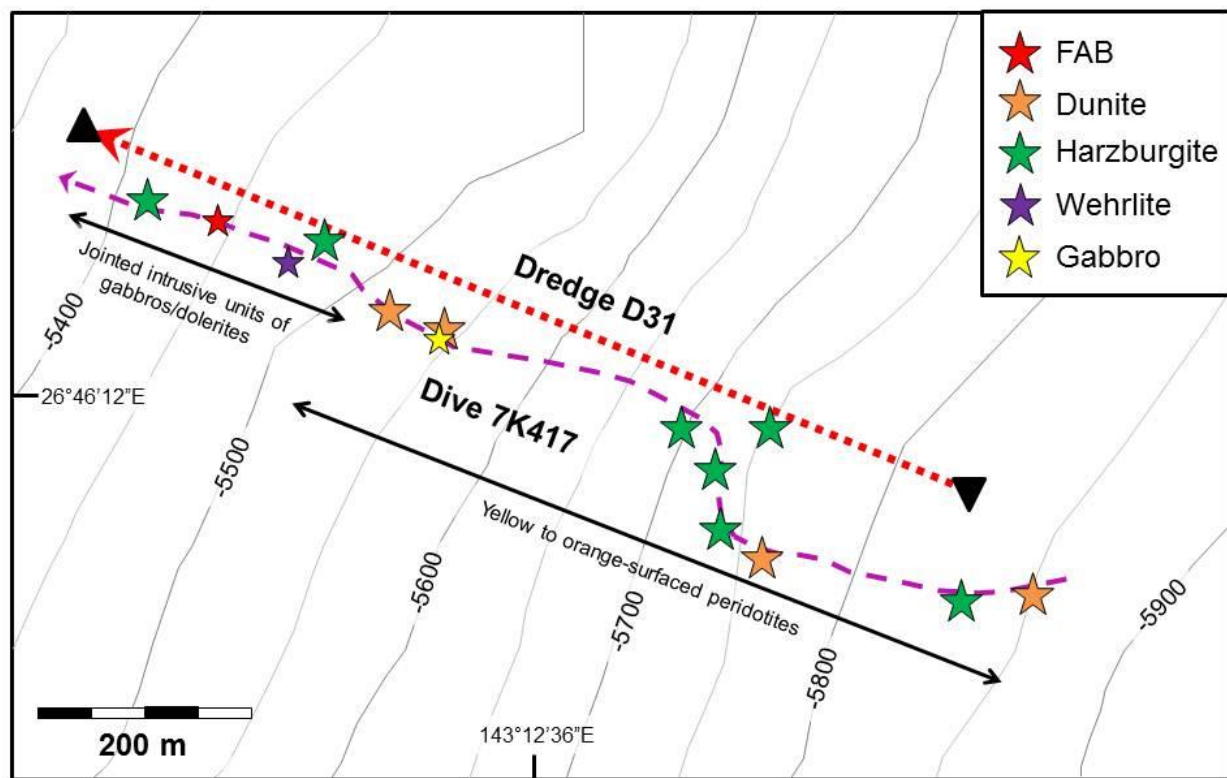 FAB
Dunite
Harzburgite
Wehrlite
Gabbro
Dredge D31
Jointed intrusive units of
gabbros/dolerites
-5400
26°46'12”E
Dive 7K417
-5500
Yellow to orange-surfaced peridotites
-5600
-5700
-5800
-5900
200 m
143°12'36”E